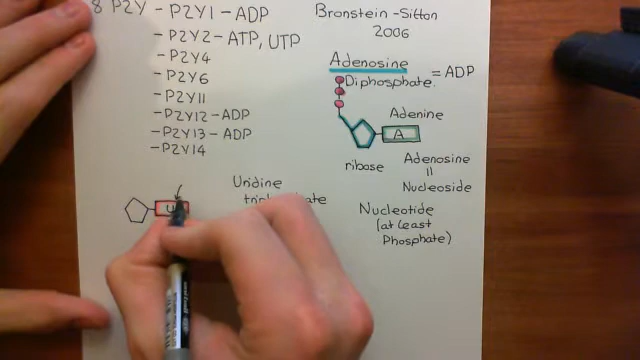 8 P2Y - P2Y1 - ADP
- P2Y2 - ATP, UTP
- P2Y4
- P2Y6
- P2Y11
- P2Y12 - ADP
- P2Y13 - ADP
- P2Y14
Bronstein - Sitton
2006
Adenosine
Diphosphate. = ADP
Adenine
A
ribose
Adenosine
=
Nucleoside
Uridine
Nucleotide
(at least
Phosphate)
U